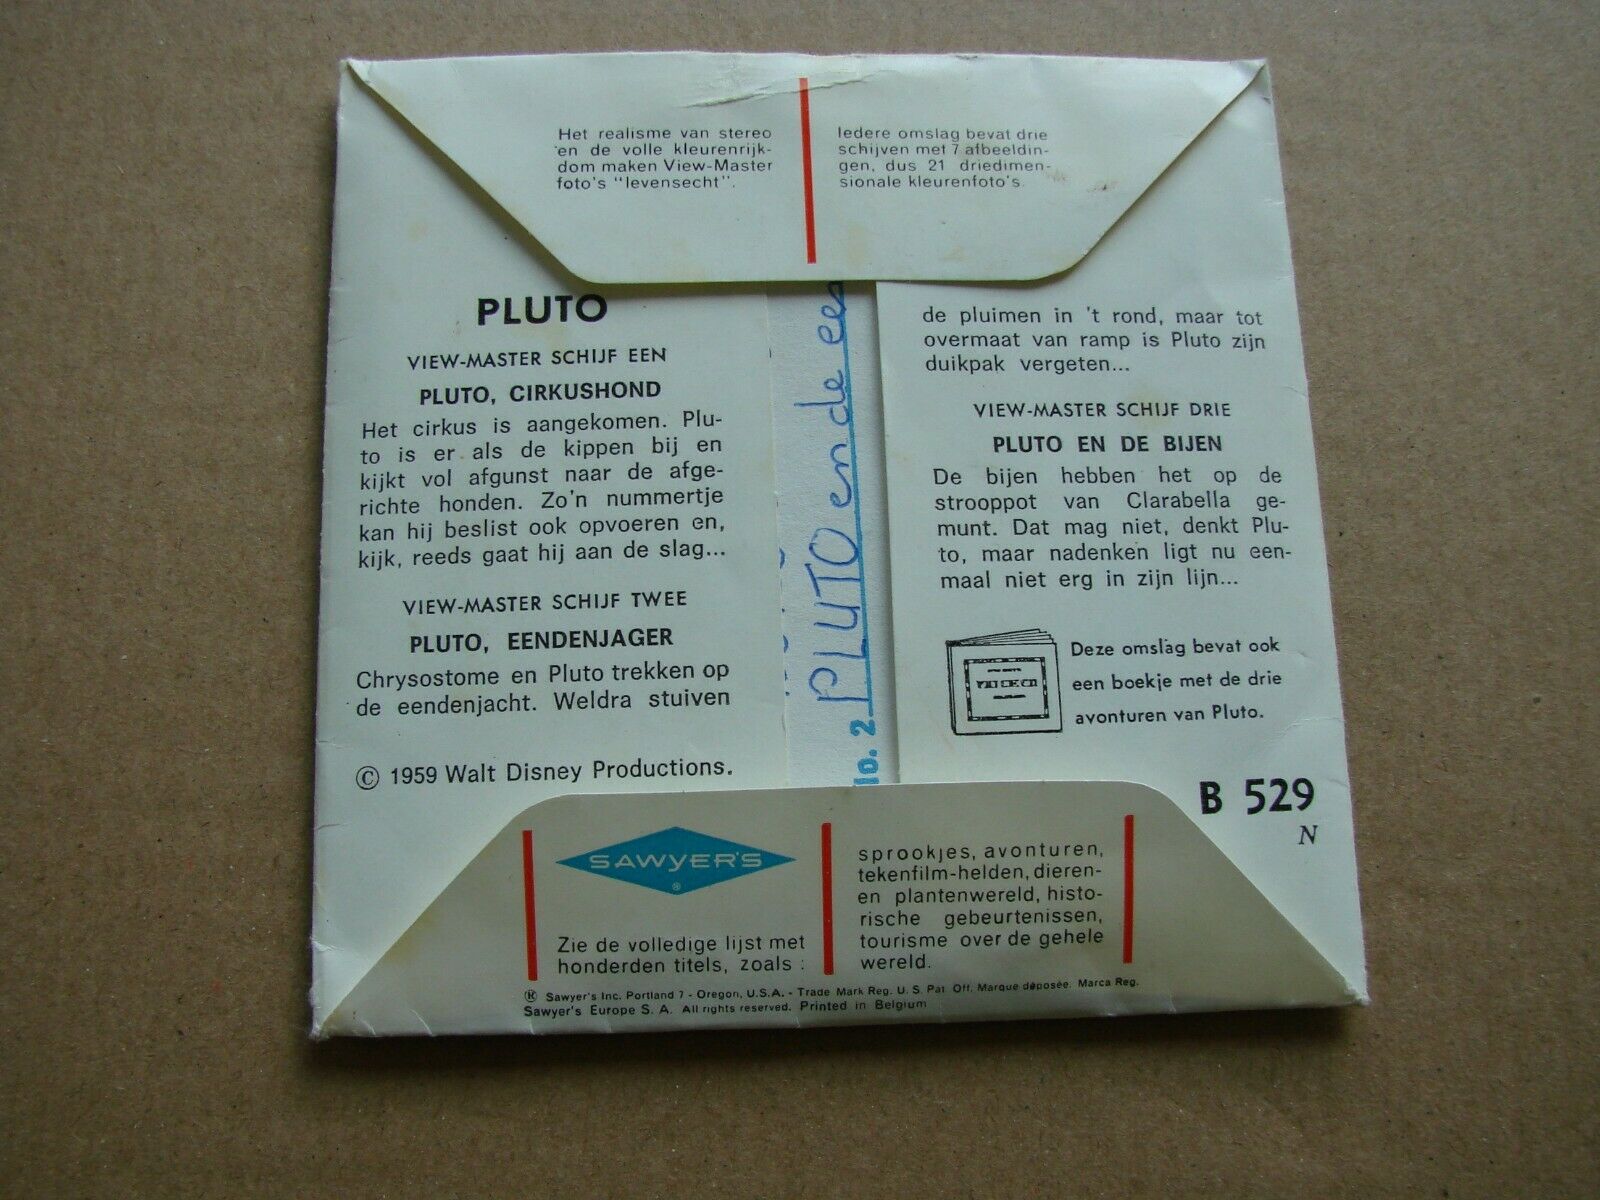 Het realisme van stereo
en de volle kleurenrijk-
dom maken View-Master
foto's "levensecht".
Iedere omslag bevat drie
schijven met 7 afbeeldin-
gen, dus 21 driedimen-
sionale kleurenfoto's.
PLUTO
VIEW-MASTER SCHIJF EEN
PLUTO, CIRKUSHOND
Het cirkus is aangekomen. Plu-
to is er als de kippen bij en
kijkt vol afgunst naar de afge-
richte honden. Zo'n nummertje
kan hij beslist ook opvoeren en,
kijk, reeds gaat hij aan de slag...
VIEW-MASTER SCHIJF TWEE
PLUTO, EENDENJAGER
Chrysostome en Pluto trekken op
de eendenjacht. Weldra stuiven
© 1959 Walt Disney Productions.
lo. 2 PLUTO en de ee
de pluimen in 't rond, maar tot
overmaat van ramp is Pluto zijn
duikpak vergeten...
VIEW-MASTER SCHIJF DRIE
PLUTO EN DE BIJEN
De bijen hebben het op de
strooppot van Clarabella ge-
munt. Dat mag niet, denkt Plu-
to, maar nadenken ligt nu een-
maal niet erg in zijn lijn...
Deze omslag bevat ook
een boekje met de drie
avonturen van Pluto.
B 529
N
SAWYER'S
®
Zie de volledige lijst met
honderden titels, zoals :
sprookjes, avonturen,
tekenfilm-helden, dieren-
en plantenwereld, histo-
rische gebeurtenissen,
tourisme over de gehele
wereld.
® Sawyer's Inc. Portland 7 - Oregon, U.S.A. - Trade Mark Reg. U. S. Pat. Off. Marque déposée. Marca Reg.
Sawyer's Europe S. A. All rights reserved. Printed in Belgium